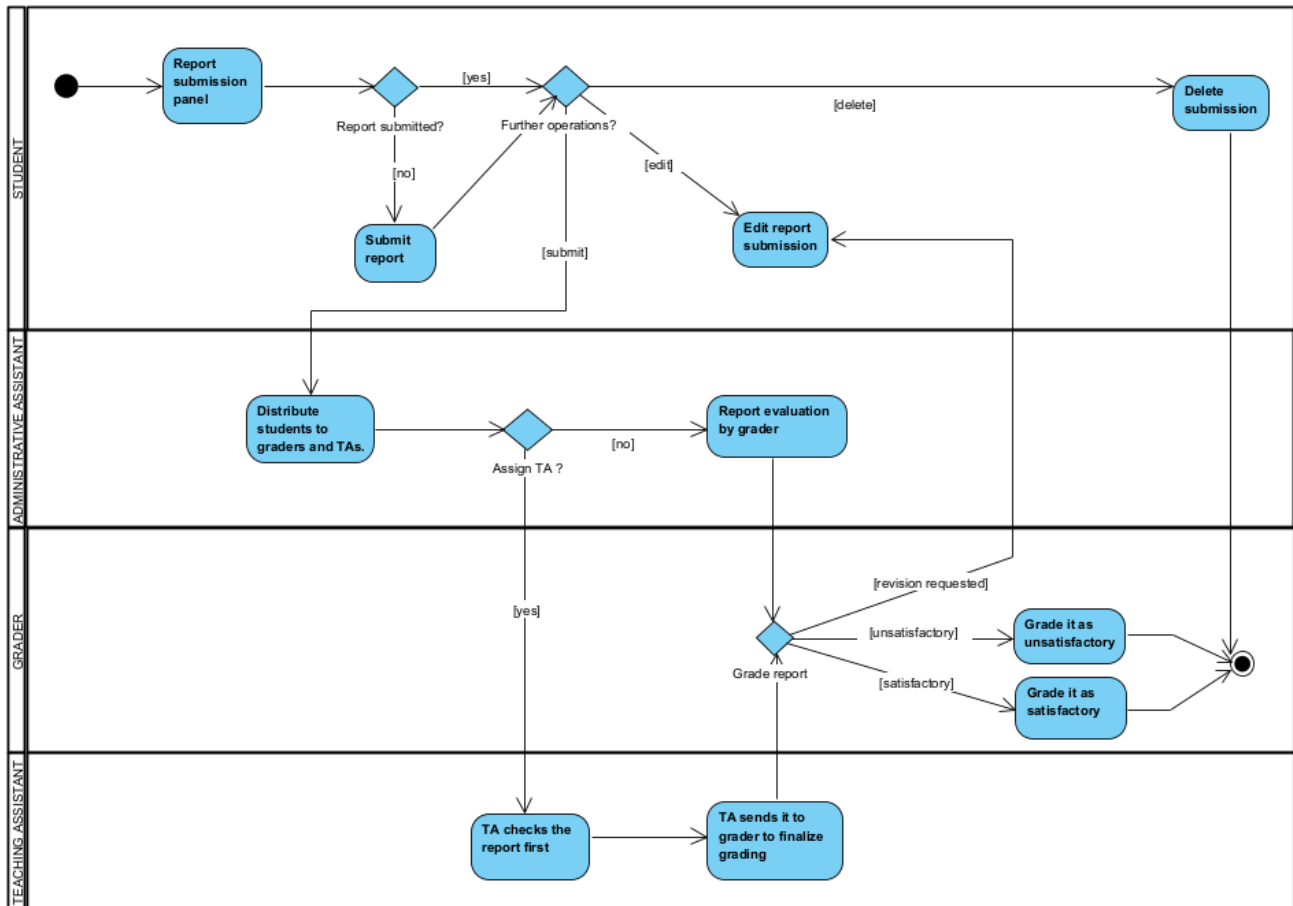 STUDENT
Report
submission
panel
[yes]
Report submitted?
Further operations?
[delete]
Delete
submission
[no]
[edit]
Submit
report
[submit]
Edit report
submission
ADMINISTRATIVE ASSISTANT
Distribute
students to
graders and TAs.
Assign TA ?
[no]
Report evaluation
by grader
GRADER
[yes]
Grade report
[revision requested]
[unsatisfactory]
Grade it as
unsatisfactory
[satisfactory]
Grade it as
satisfactory
TEACHING ASSISTANT
TA checks the
report first
TA sends it to
grader to finalize
grading